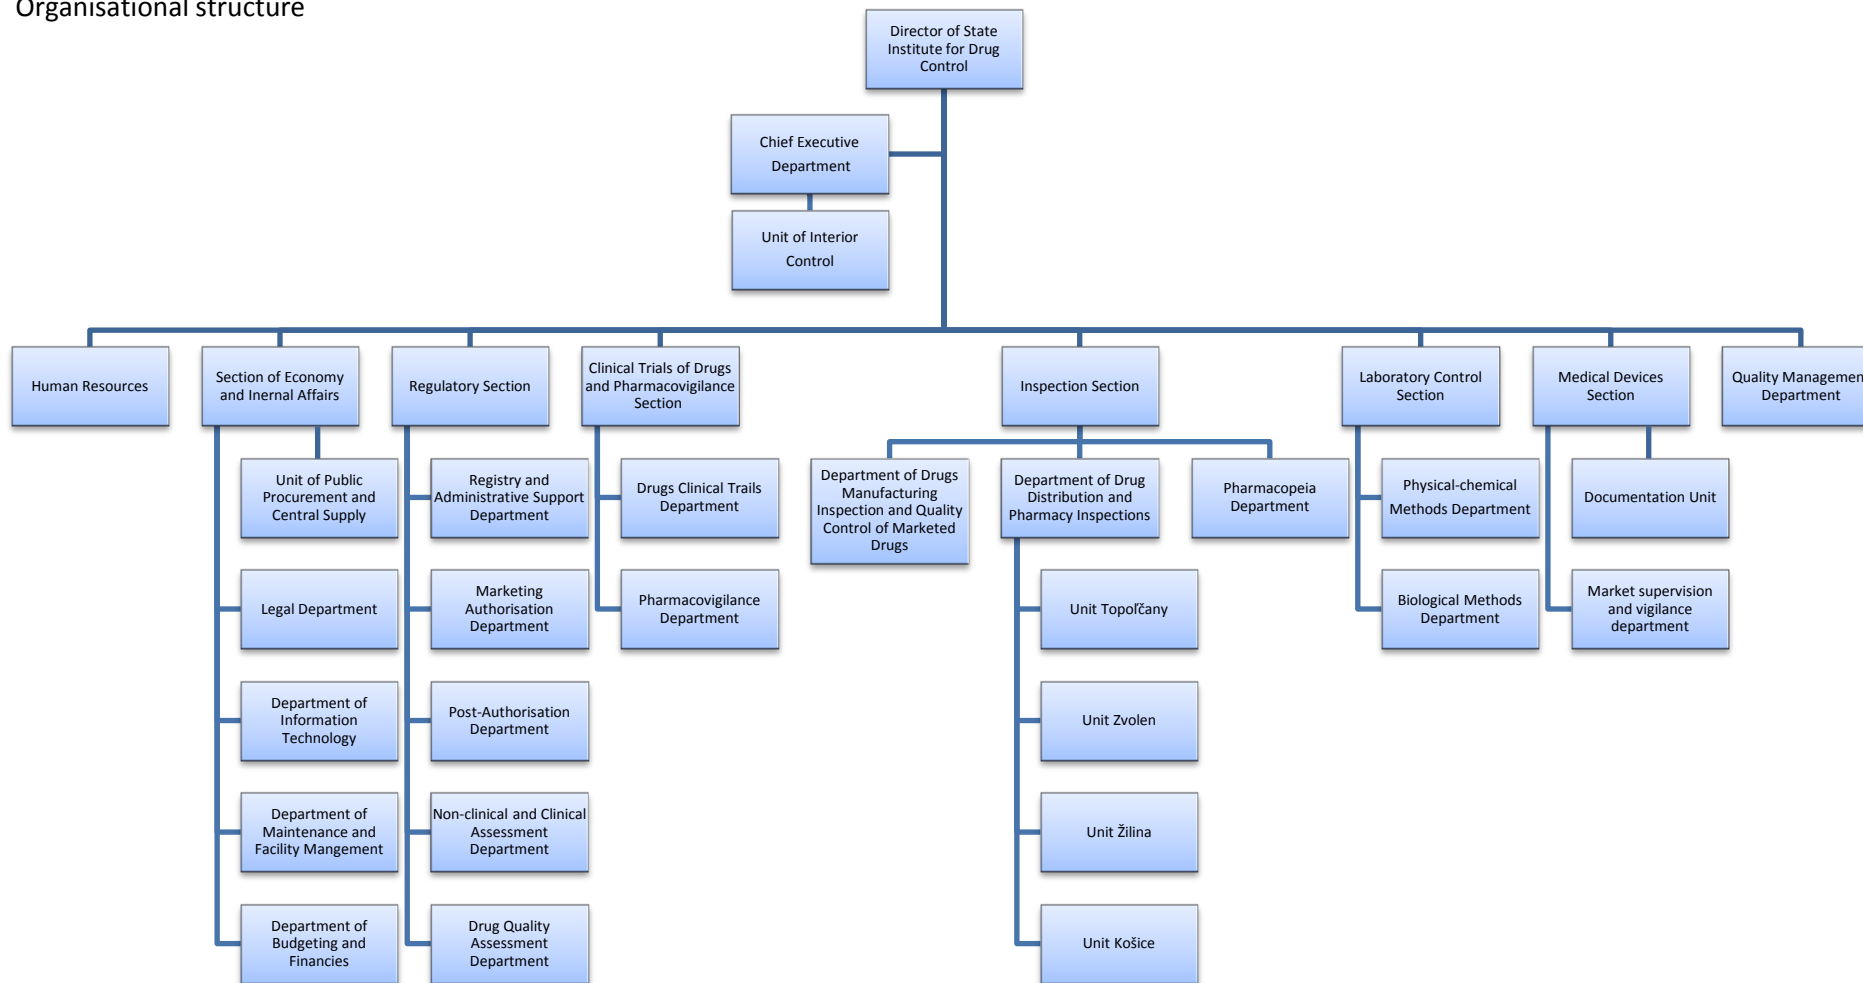 Organisational structure
Director of State
Institute for Drug
Control
Chief Executive
Department
Unit of Interior
Control
Human Resources
Section of Economy
and Inernal Affairs
Regulatory Section
Clinical Trials of Drugs
and Pharmacovigilance
Section
Inspection Section
Laboratory Control
Section
Medical Devices
Section
Quality Management
Department
Unit of Public
Procurement and
Central Supply
Legal Department
Department of
Information
Technology
Department of
Maintenance and
Facility Mangement
Department of
Budgeting and
Financies
Registry and
Administrative Support
Department
Marketing
Authorisation
Department
Post-Authorisation
Department
Non-clinical and Clinical
Assessment
Department
Drug Quality
Assessment
Department
Drugs Clinical Trails
Department
Pharmacovigilance
Department
Department of Drugs
Manufacturing
Inspection and Quality
Control of Marketed
Drugs
Department of Drug
Distribution and
Pharmacy Inspections
Unit Topoľčany
Unit Zvolen
Unit Žilina
Unit Košice
Pharmacopeia
Department
Physical-chemical
Methods Department
Biological Methods
Department
Documentation Unit
Market supervision
and vigilance
department